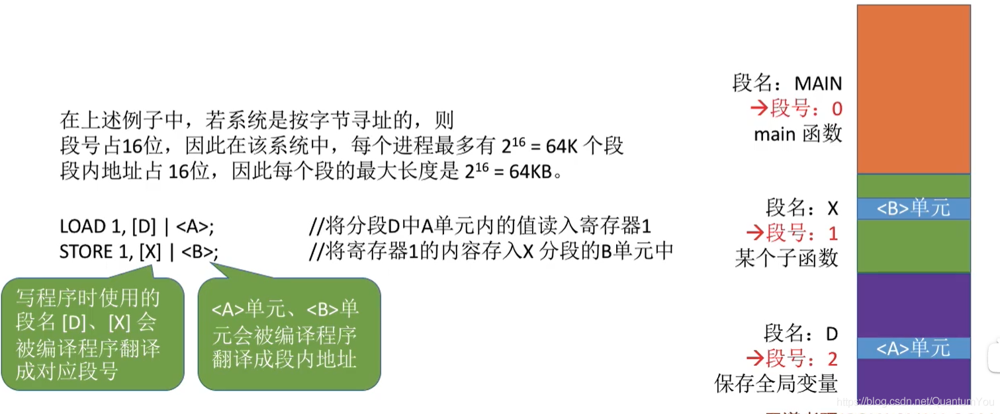 在上述例子中，若系统是按字节寻址的，则
段号占16位，因此在该系统中，每个进程最多有 2¹⁶ = 64K 个段
段内地址占 16位，因此每个段的最大长度是 2¹⁶ = 64KB。
LOAD 1, [D] | <A>; //将分段D中A单元内的值读入寄存器1
STORE 1, [X] | <B>; //将寄存器1的内容存入X 分段的B单元中
写程序时使用的
段名 [D]、[X] 会
被编译程序翻译
成对应段号
<A>单元、<B>单
元会被编译程序
翻译成段内地址
段名：MAIN
→段号：0
main 函数
段名：X
→段号：1
某个子函数
<B>单元
段名：D
→段号：2
保存全局变量
<A>单元
https://blog.csdn.net/QuantumYou